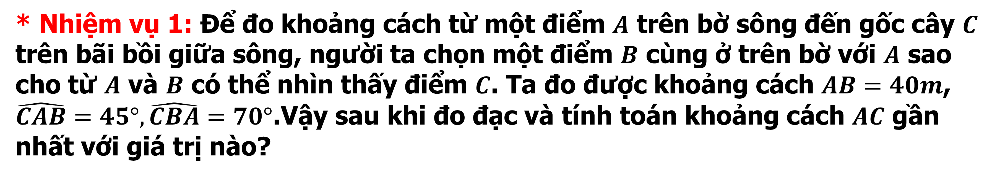 * Nhiệm vụ 1: Để đo khoảng cách từ một điểm A trên bờ sông đến gốc cây C
trên bãi bồi giữa sông, người ta chọn một điểm B cùng ở trên bờ với A sao
cho từ A và B có thể nhìn thấy điểm C. Ta đo được khoảng cách AB = 40m,
\widehat{CAB} = 45°, \widehat{CBA} = 70°.Vậy sau khi đo đạc và tính toán khoảng cách AC gần
nhất với giá trị nào?